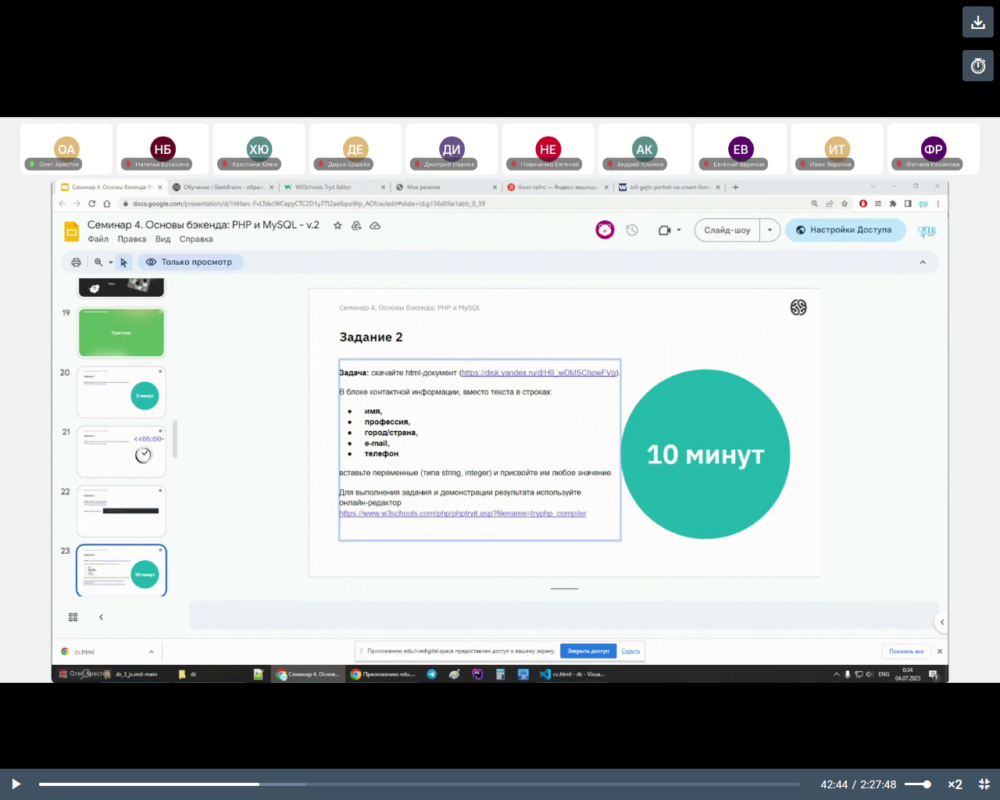 ОА НБ ХЮ ДЕ ДИ НЕ АК ЕВ ИТ ФР
Олег Арестов Наталья Букахина Хрестина Юлия Дарья Ершова Дмитрий Иванов Новиченко Евгений Андрей Климов Евгений Вареник Иван Тюриков Фатима Рахимова
Семинар 4. Основы бэкенда: P Обучение | GeekBrains - образ W3Schools Tryit Editor Мое резюме билл гейтс — Яндекс: нашлось bill-gejts-portret-na-sinem-fone
docs.google.com/presentation/d/
Семинар 4. Основы бэкенда: PHP и MySQL - v.2
Слайд-шоу
Настройки Доступа
Файл Правка Вид Справка
Только просмотр
19
Практика
20
5 минут
21
<<05:00-
22
23
10 минут
Семинар 4. Основы бэкенда: PHP и MySQL
Задание 2
Задача: скачайте html-документ (https://disk.yandex.ru/d/H9_wDMSChowFVg).
В блоке контактной информации, вместо текста в строках:
● имя,
● профессия,
● город/страна,
● e-mail,
● телефон
вставьте переменные (типа string, integer) и присвойте им любое значение.
Для выполнения задания и демонстрации результата используйте
онлайн-редактор
https://www.w3schools.com/php/phptryit.asp?filename=tryphp_compiler
10 минут
cv.html
Приложению edu.livedigital.space предоставлен доступ к вашему экрану.
Закрыть доступ
Скрыть
Показать все
Олег Арестов
dz_3_js.md-main
dz
Семинар 4. Основ...
Приложению edu....
cv.html - dz - Visua...
ENG
0:34
04.07.2023
42:44 / 2:27:48
×2